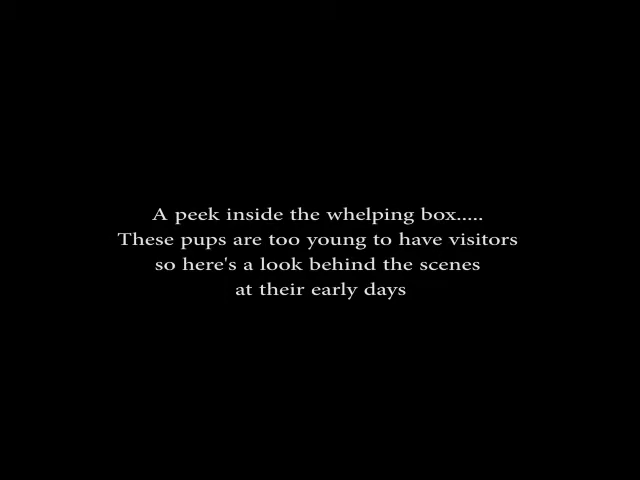 A peek inside the whelping box.....
These pups are too young to have visitors
so here's a look behind the scenes
at their early days